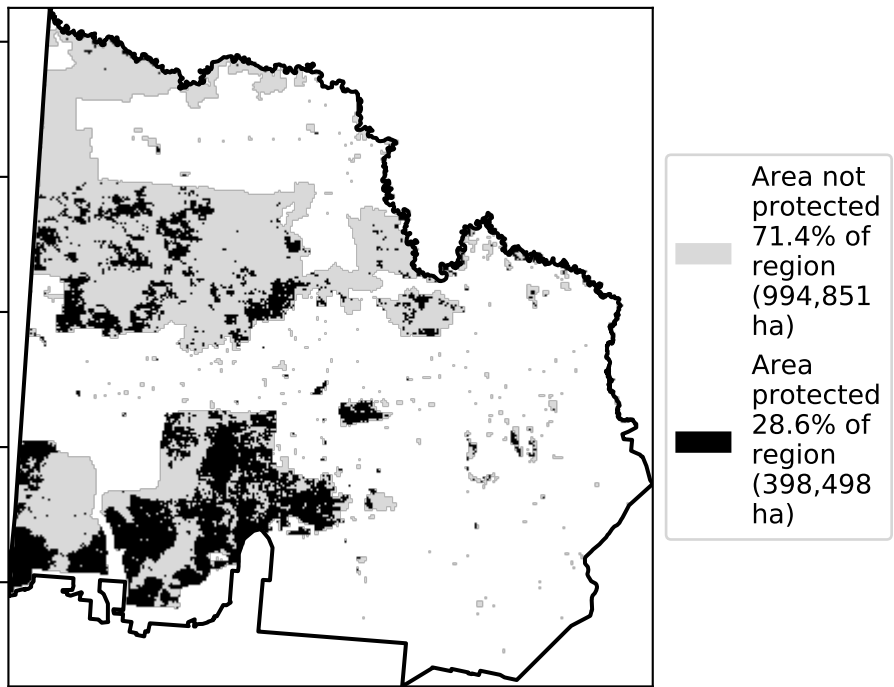 Area not
protected
71.4% of
region
(994,851
ha)
Area
protected
28.6% of
region
(398,498
ha)